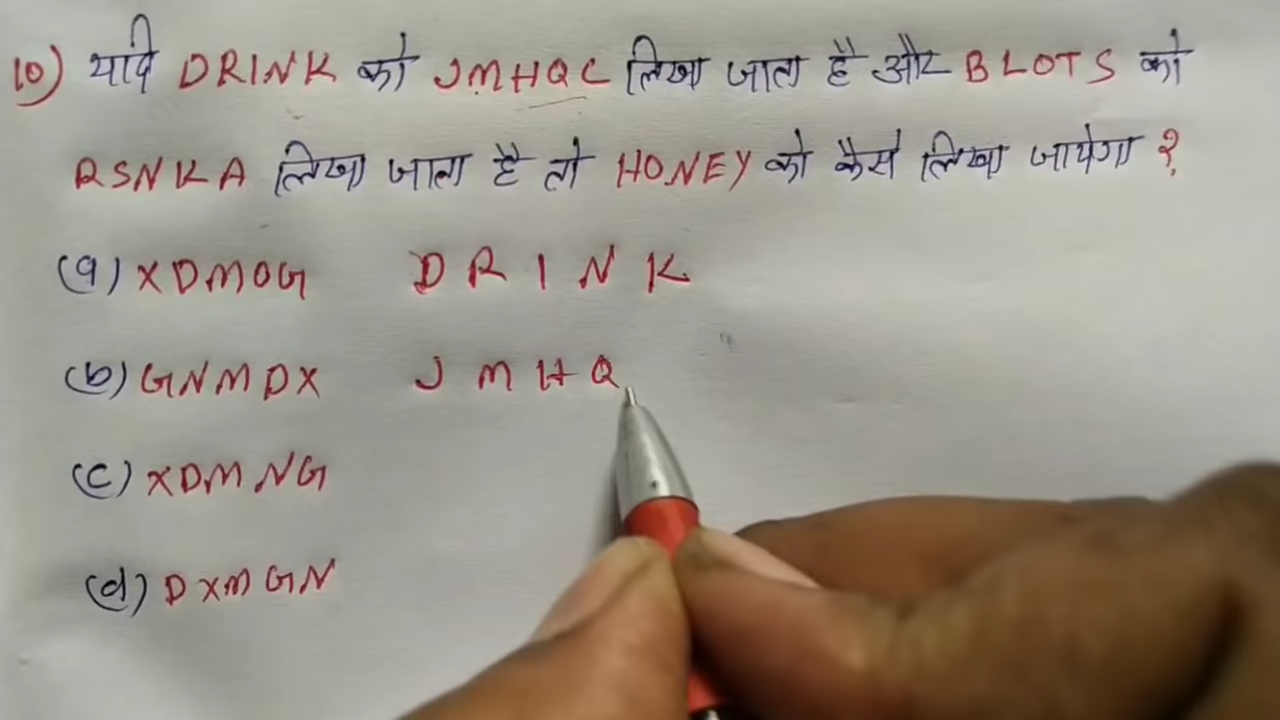 10) यदि DRINK को JMHQC लिखा जाता है और BLOTS को
RSNKA लिखा जाता है तो HONEY को कैसे लिखा जायेगा ?
(a) XDMOG DRINK
(b) GNMDX JMHQ
(c) XDMNG
(d) DXMGN